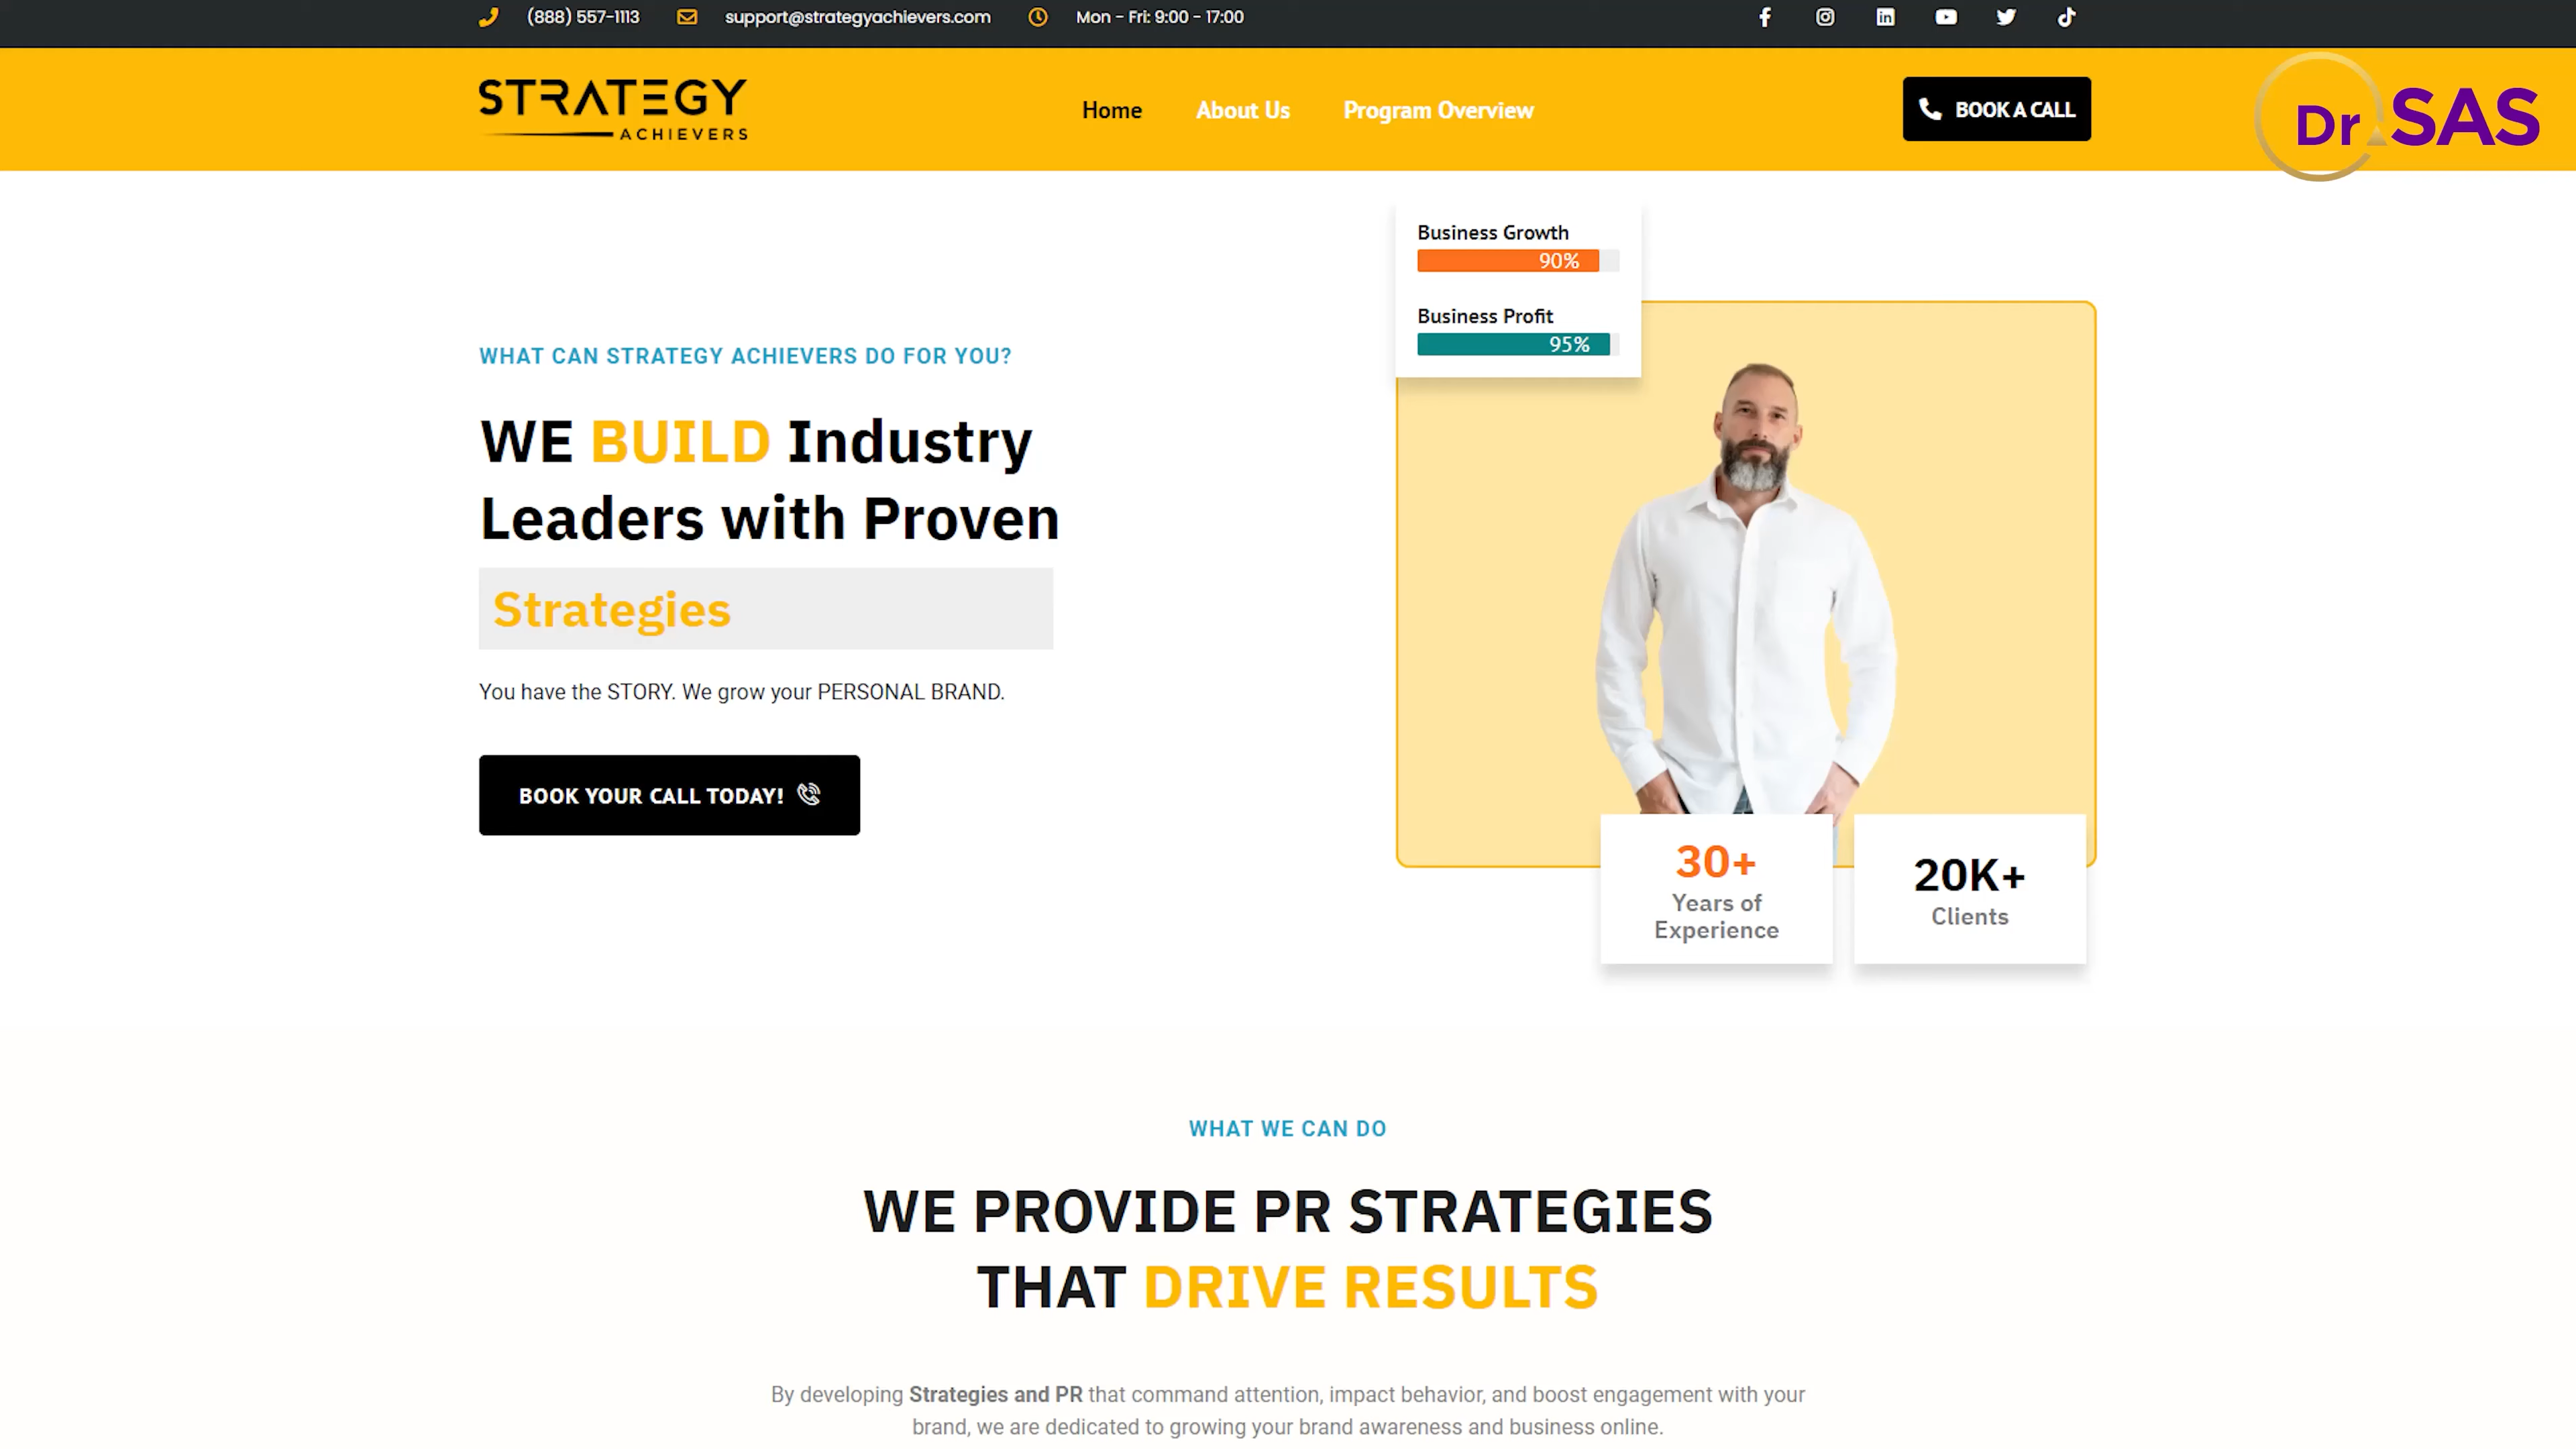 (888) 557-1113 support@strategyachievers.com Mon - Fri: 9:00 - 17:00
STRATEGY
ACHIEVERS
Home About Us Program Overview
BOOK A CALL
Dr SAS
Business Growth
90%
Business Profit
95%
WHAT CAN STRATEGY ACHIEVERS DO FOR YOU?
WE BUILD Industry
Leaders with Proven
Strategies
You have the STORY. We grow your PERSONAL BRAND.
BOOK YOUR CALL TODAY!
30+
Years of
Experience
20K+
Clients
WHAT WE CAN DO
WE PROVIDE PR STRATEGIES
THAT DRIVE RESULTS
By developing Strategies and PR that command attention, impact behavior, and boost engagement with your
brand, we are dedicated to growing your brand awareness and business online.